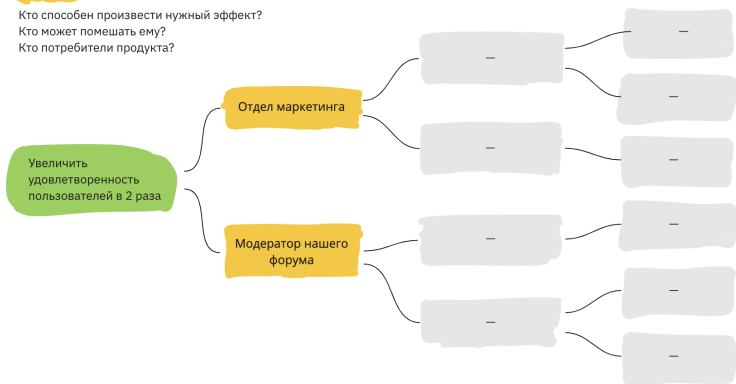 Кто способен произвести нужный эффект?
Кто может помешать ему?
Кто потребители продукта?
Отдел маркетинга
Увеличить
удовлетворенность
пользователей в 2 раза
Модератор нашего
форума
—
—
—
—
—
—
—
—
—
—